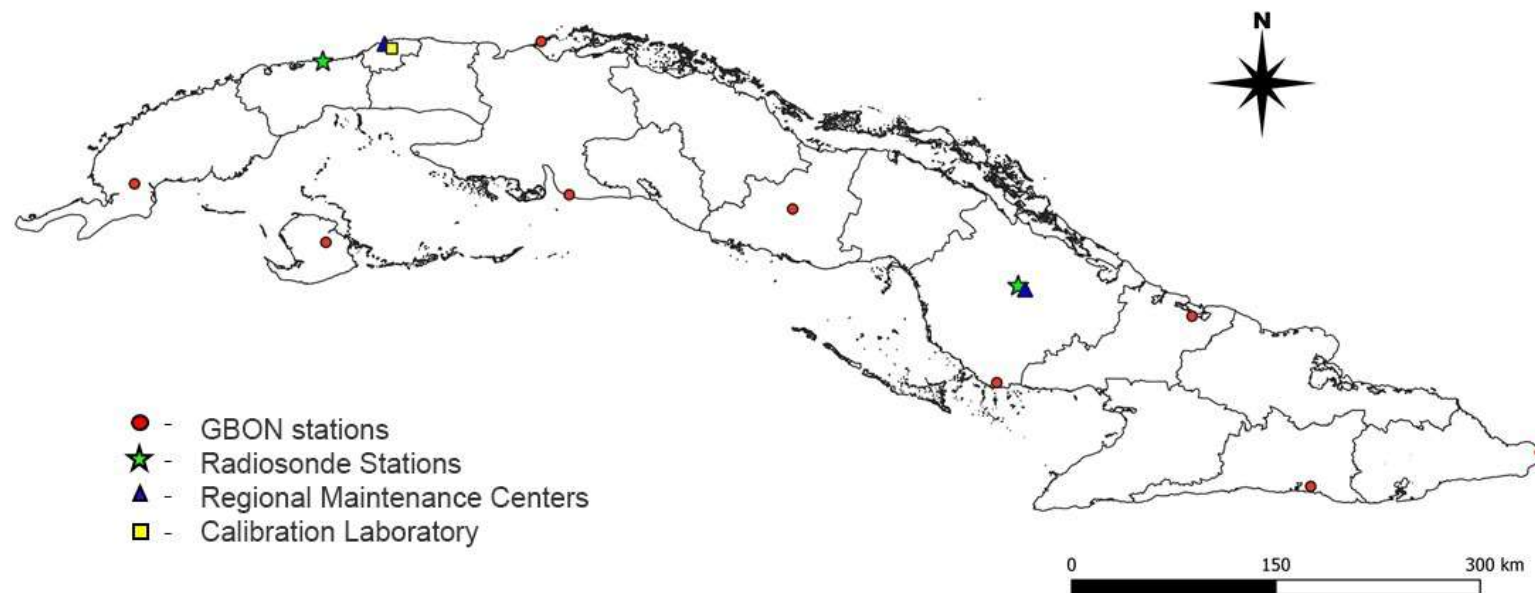 N
- GBON stations
- Radiosonde Stations
- Regional Maintenance Centers
- Calibration Laboratory
0 150 300 km